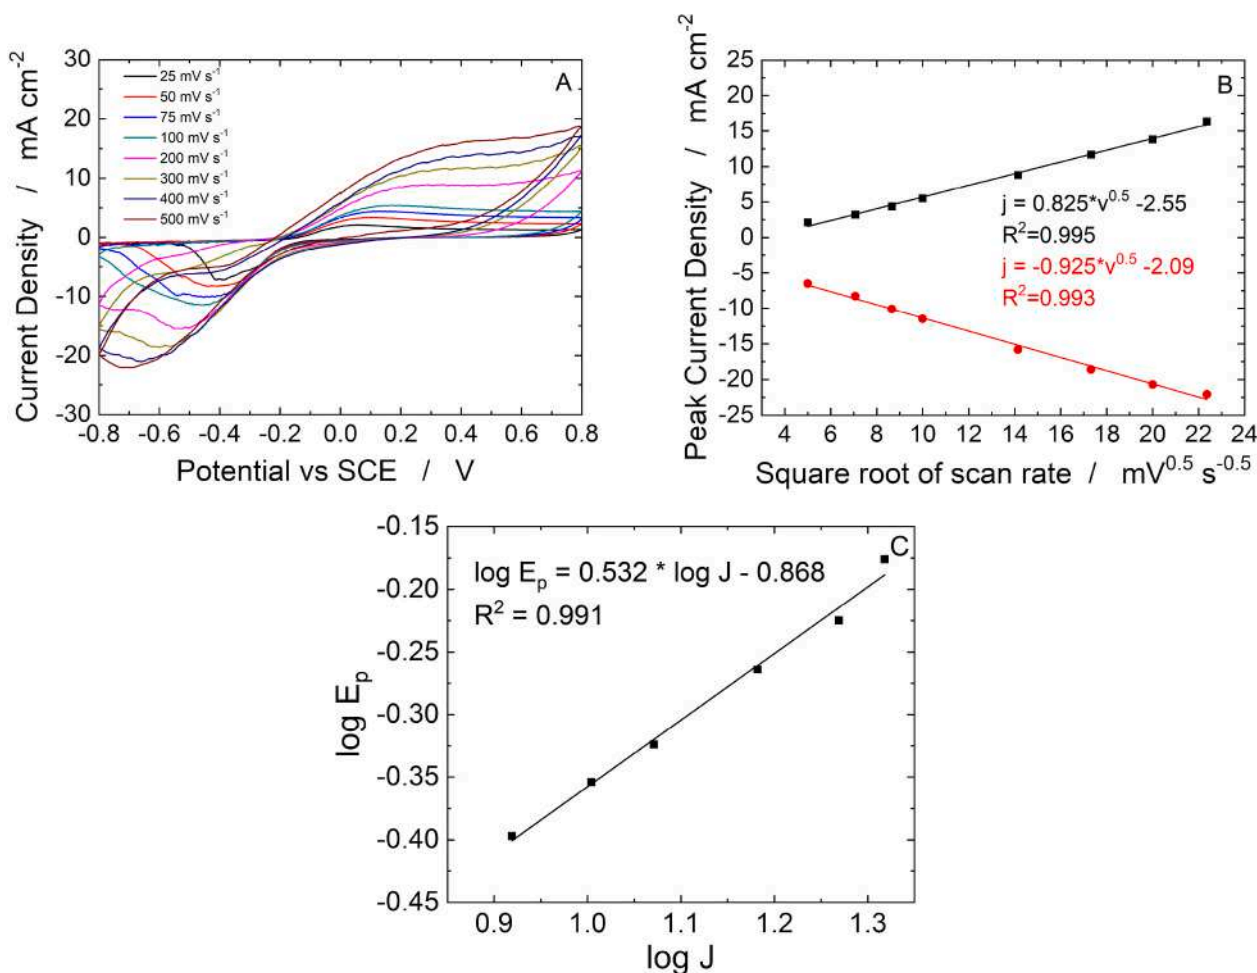 A
30
20
10
0
-10
-20
-30
Current Density / mA cm⁻²
25 mV s⁻¹
50 mV s⁻¹
75 mV s⁻¹
100 mV s⁻¹
200 mV s⁻¹
300 mV s⁻¹
400 mV s⁻¹
500 mV s⁻¹
-0.8 -0.6 -0.4 -0.2 0.0 0.2 0.4 0.6 0.8
Potential vs SCE / V
B
25
20
15
10
5
0
-5
-10
-15
-20
-25
Peak Current Density / mA cm⁻²
j = 0.825*v⁰·⁵ -2.55
R²=0.995
j = -0.925*v⁰·⁵ -2.09
R²=0.993
4 6 8 10 12 14 16 18 20 22 24
Square root of scan rate / mV⁰·⁵ s⁻⁰·⁵
C
-0.15
-0.20
-0.25
-0.30
-0.35
-0.40
-0.45
log Eₚ
log Eₚ = 0.532 * log J - 0.868
R² = 0.991
0.9 1.0 1.1 1.2 1.3
log J